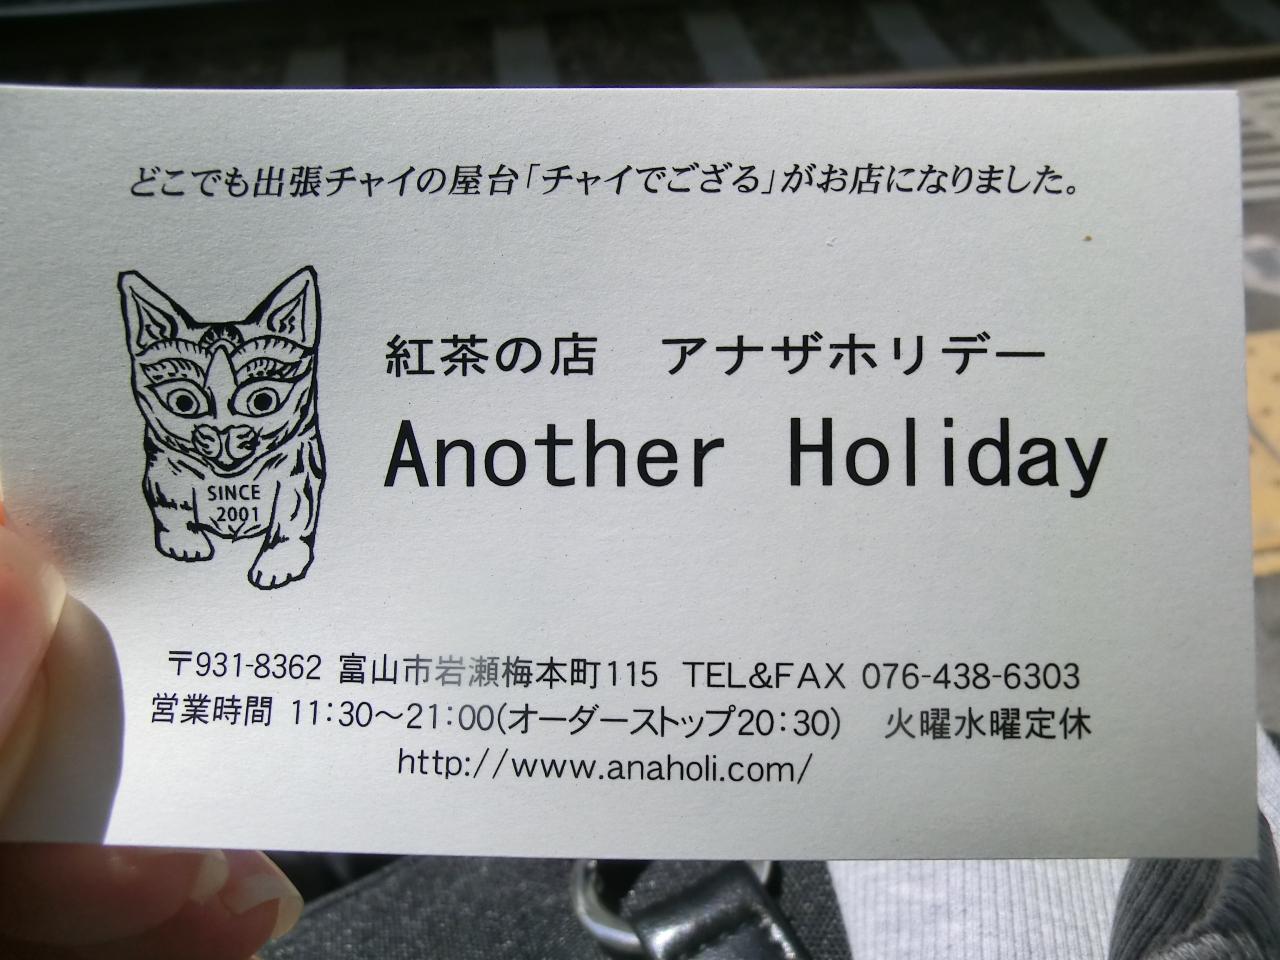 どこでも出張チャイの屋台「チャイでござる」がお店になりました。
紅茶の店　アナザホリデー
Another Holiday
SINCE
2001
〒931-8362 富山市岩瀬梅本町115 TEL&FAX 076-438-6303
営業時間 11:30～21:00(オーダーストップ20:30)　火曜水曜定休
http://www.anaholi.com/